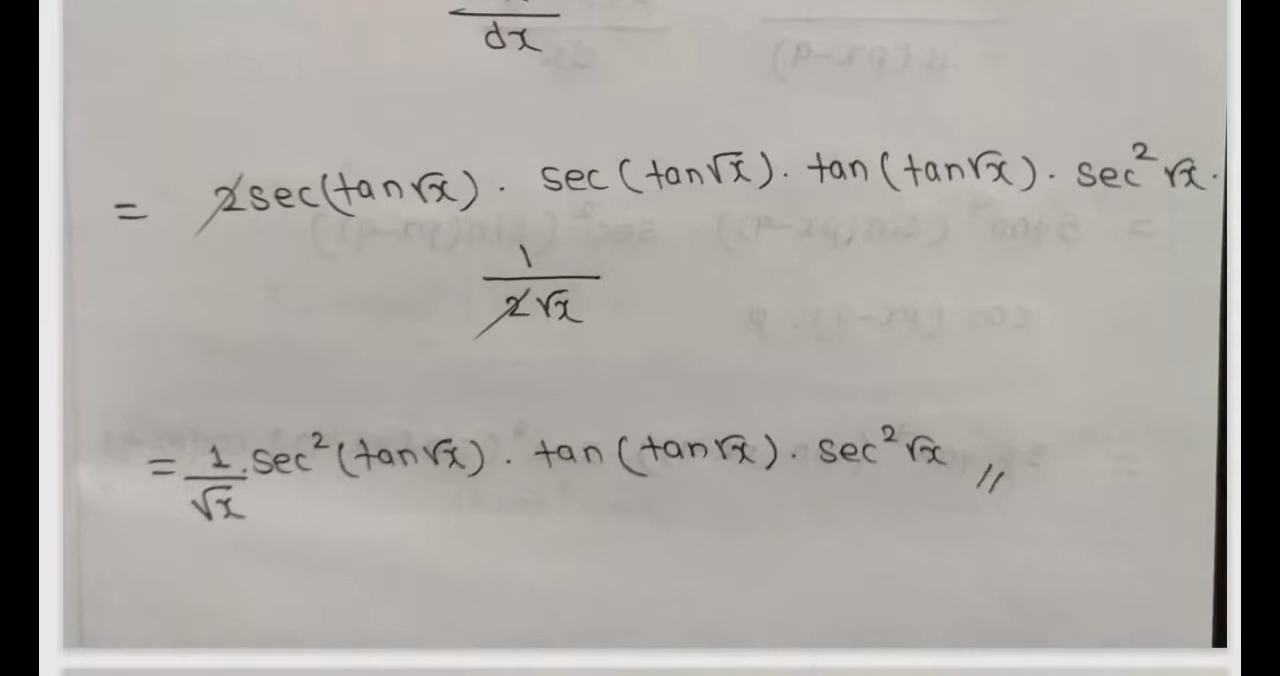 dx
= 2sec(tan√x) . sec(tan√x). tan(tan√x). sec² √x.
1
2√x
= 1 . sec²(tan√x). tan(tan√x). sec²√x //
√x